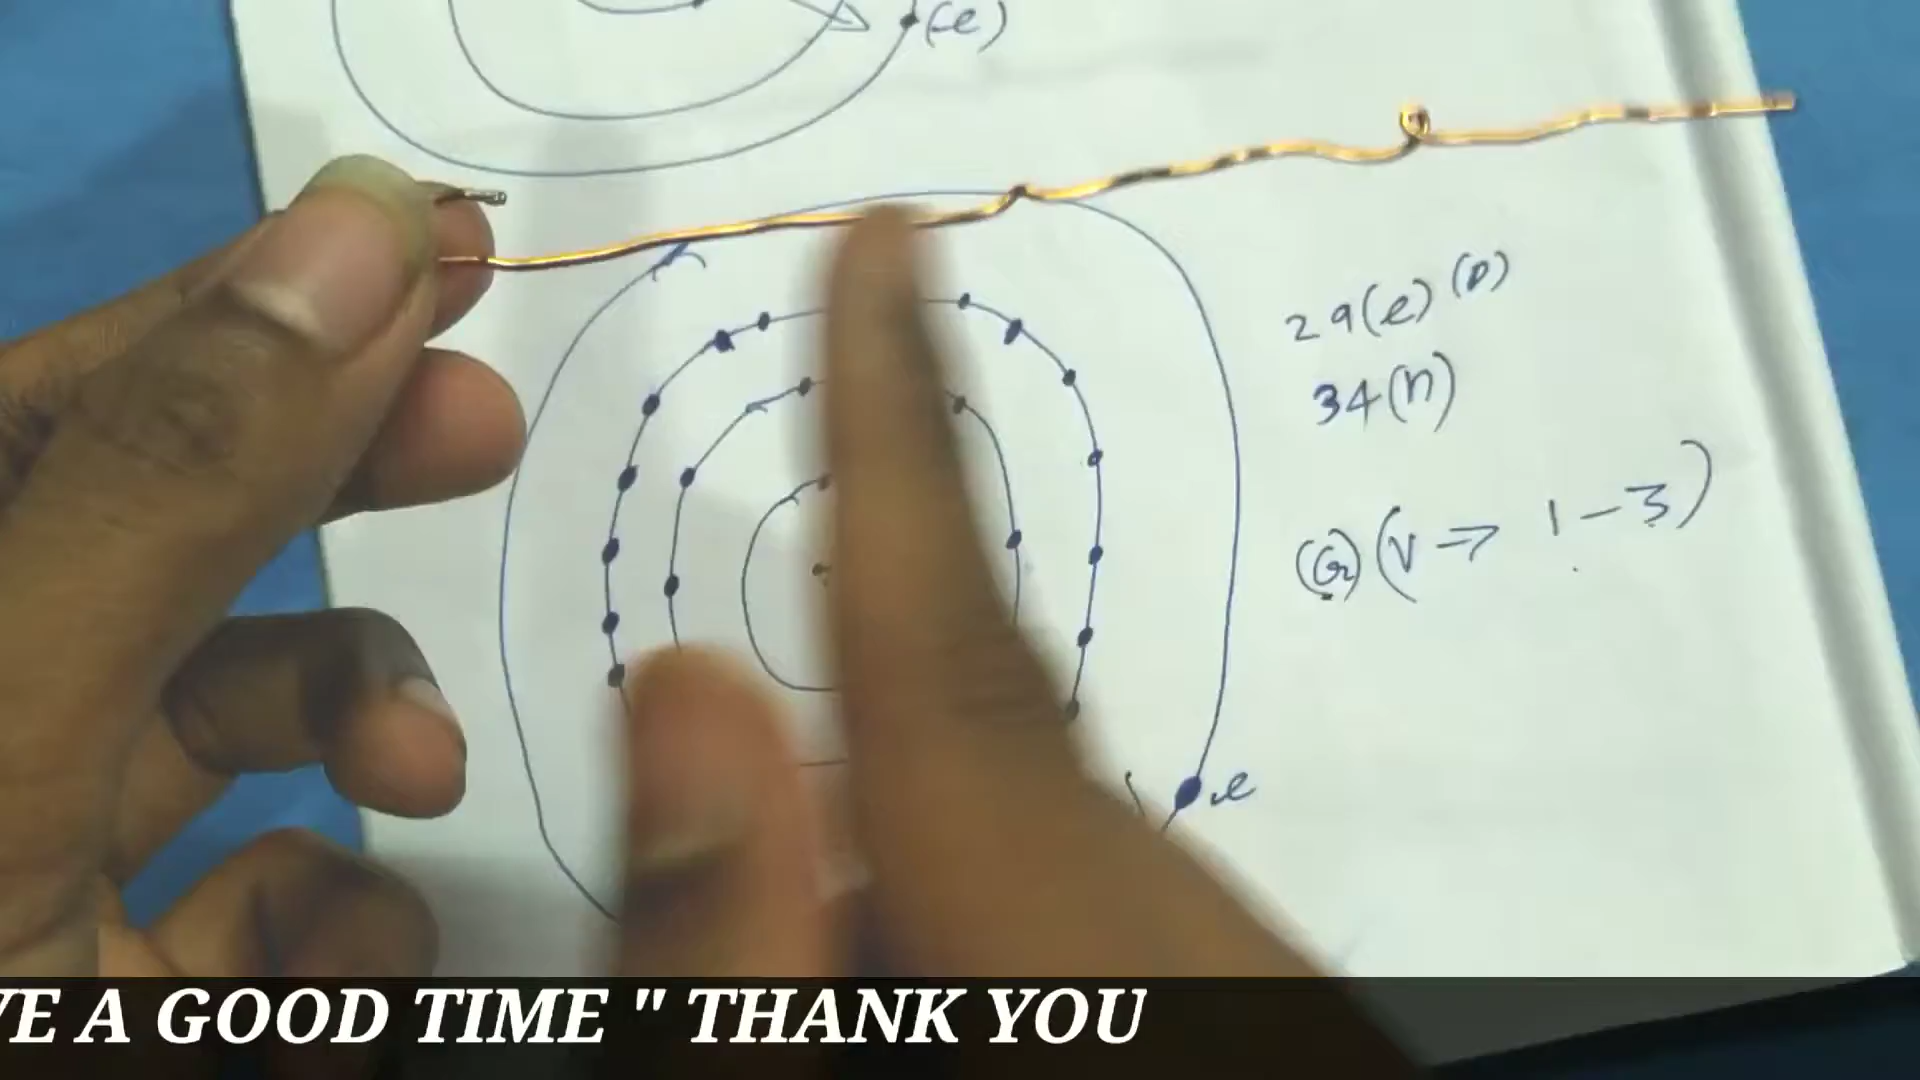 (-e)
29(e) (P)
34(n)
(G) (V ⇒ 1-3)
e
VE A GOOD TIME " THANK YOU